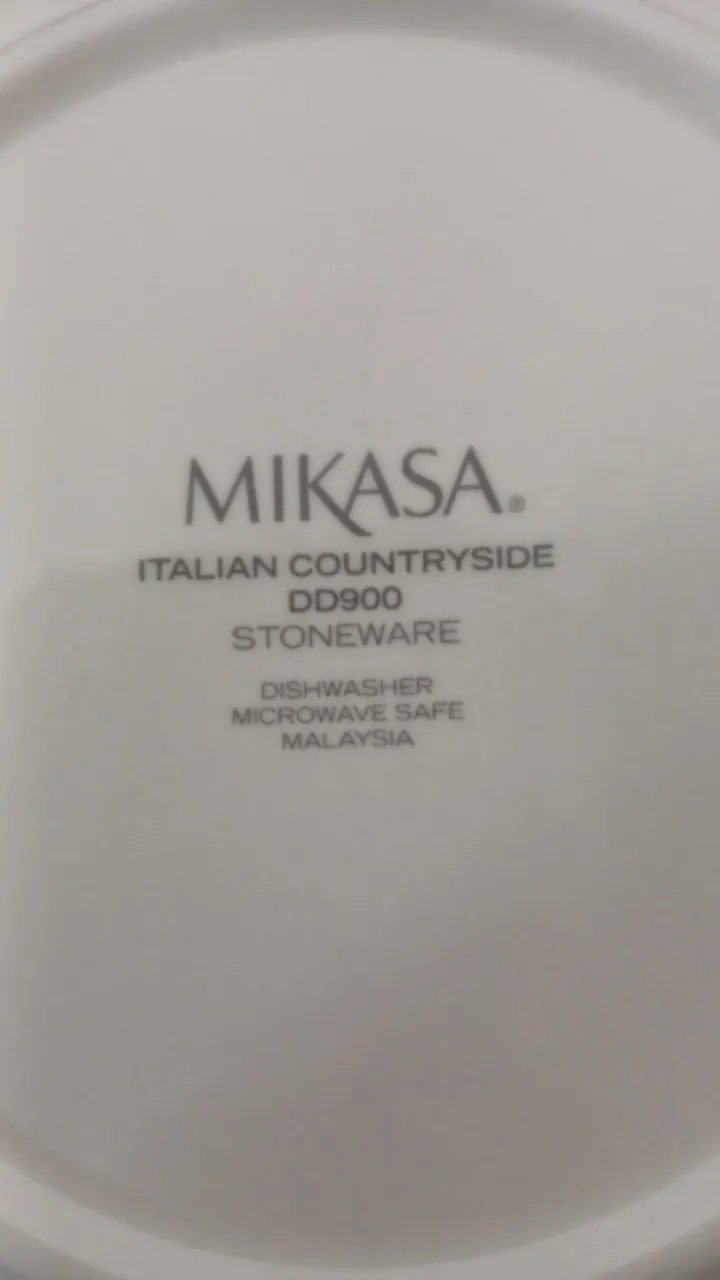 MIKASA®
ITALIAN COUNTRYSIDE
DD900
STONEWARE
DISHWASHER
MICROWAVE SAFE
MALAYSIA